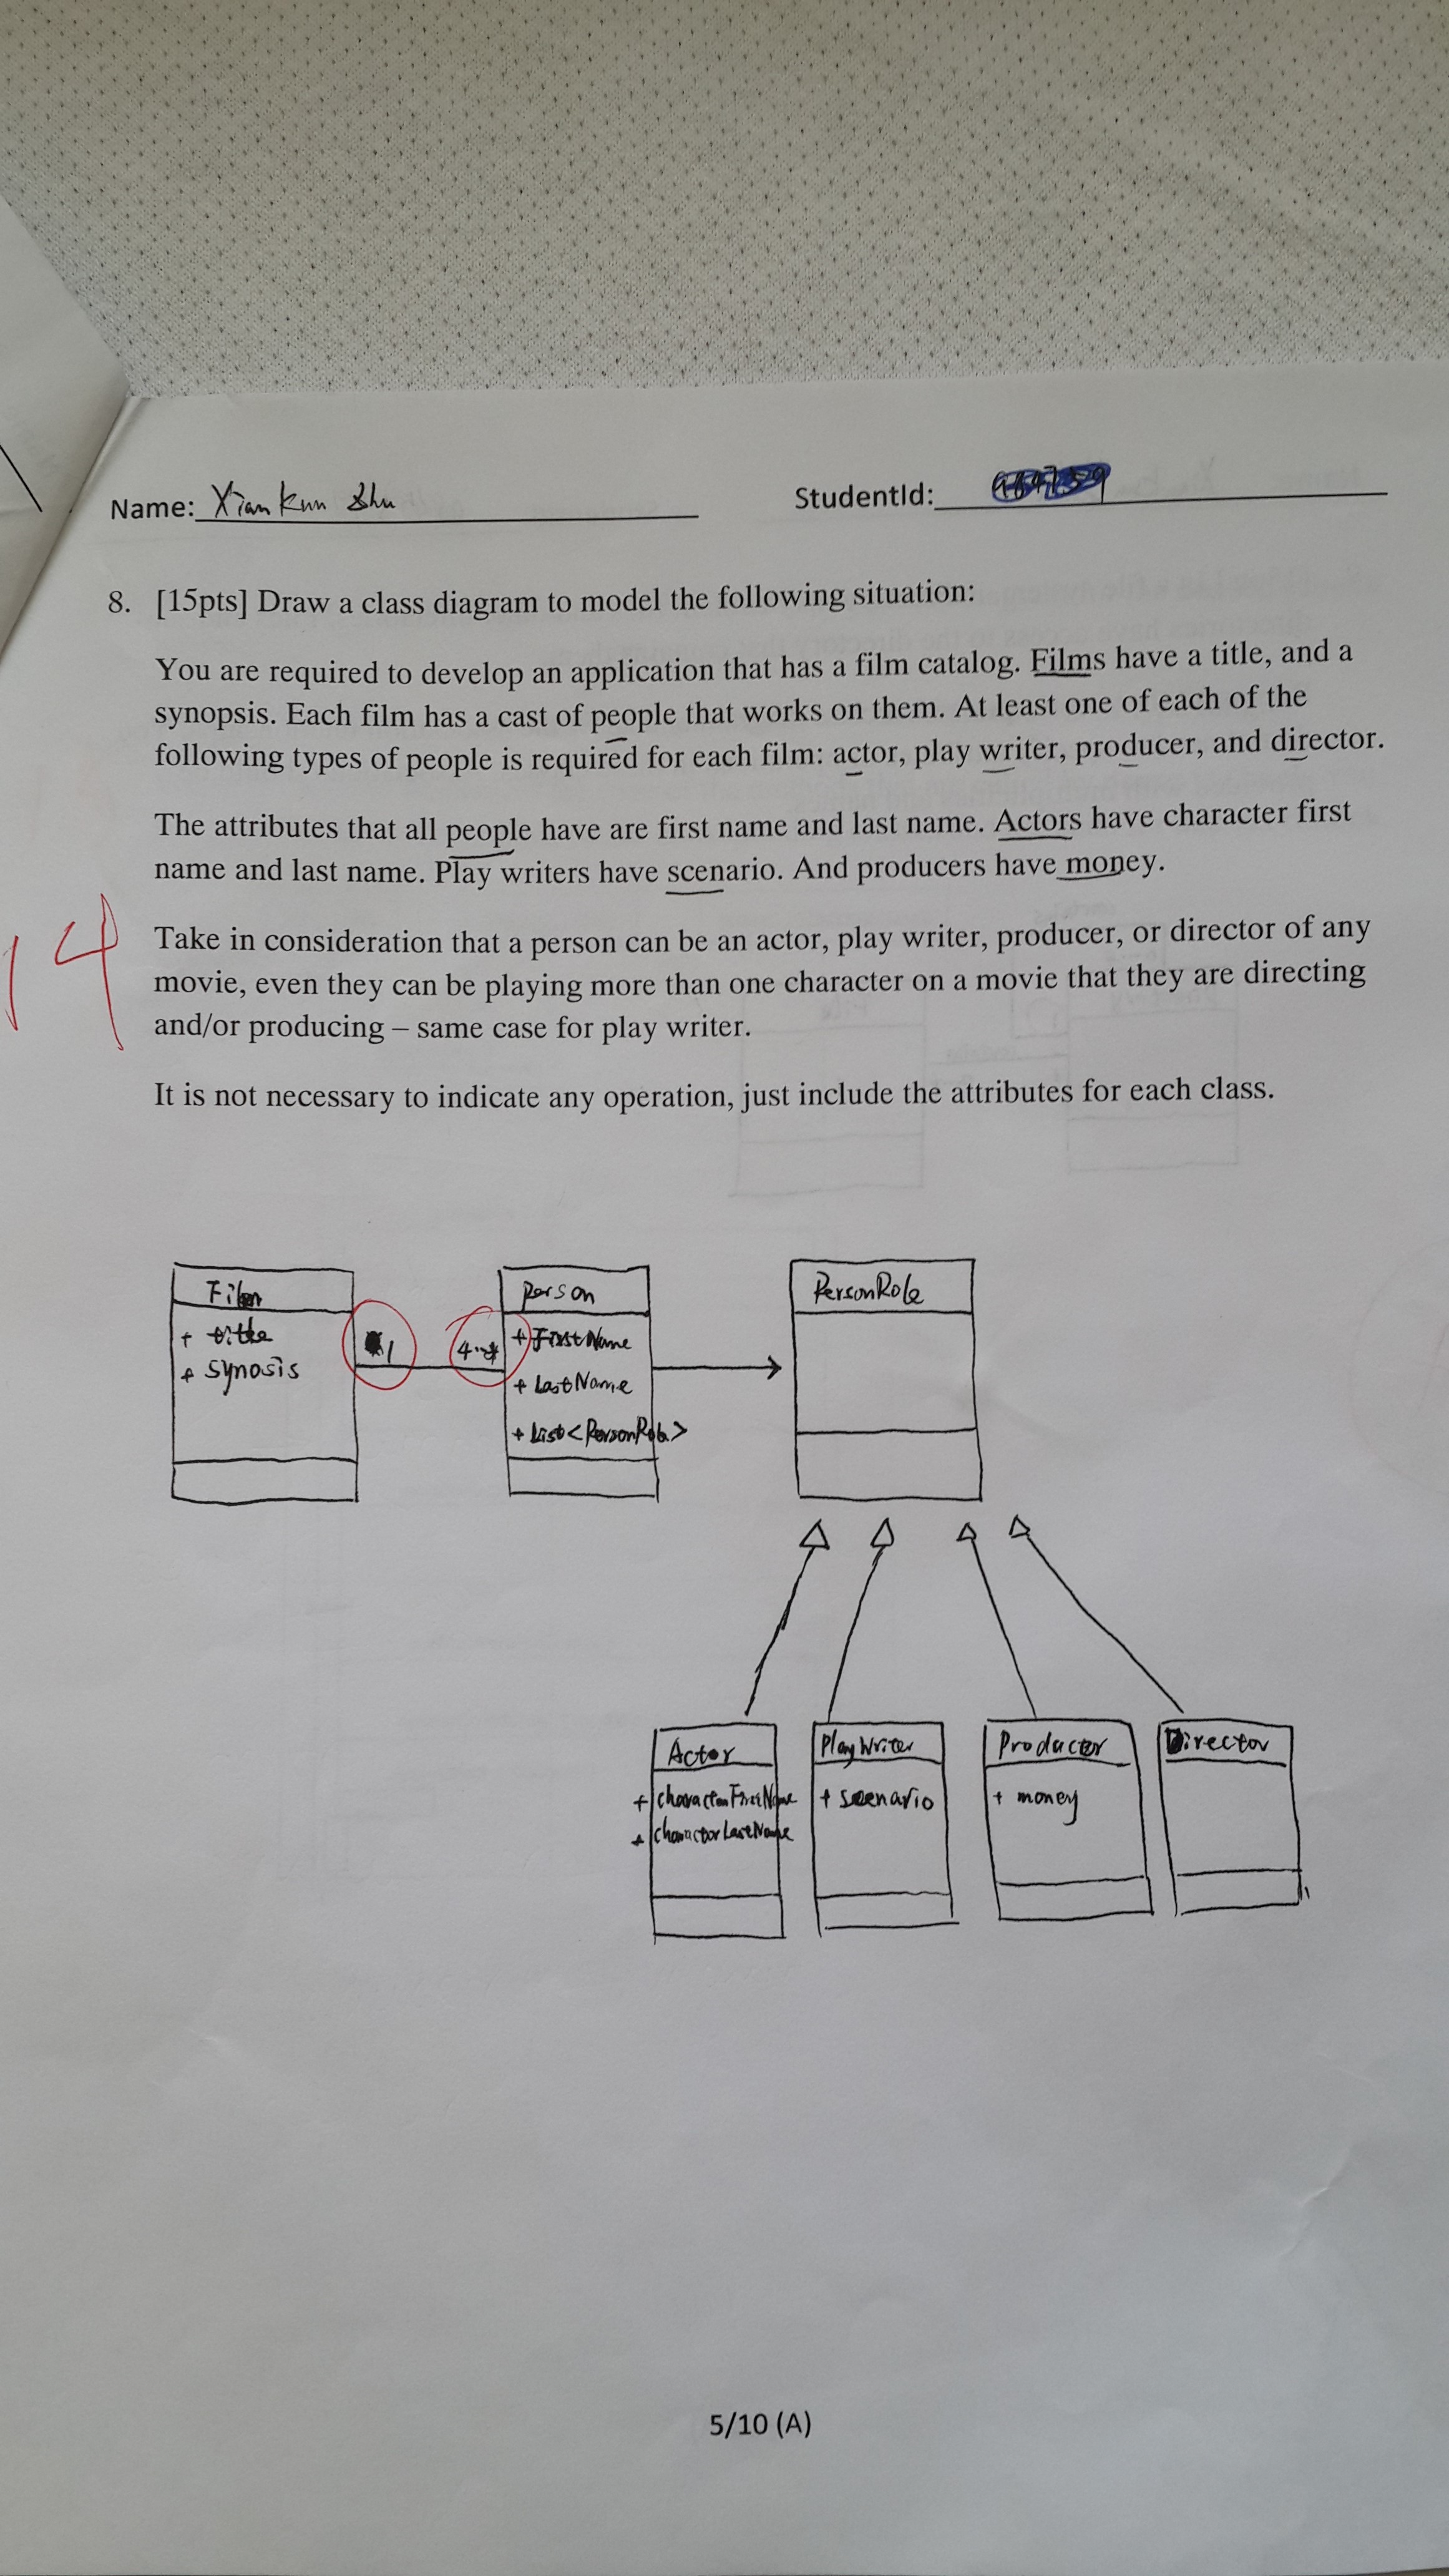 Name: Xiankun Shu StudentId:
8. [15pts] Draw a class diagram to model the following situation:
You are required to develop an application that has a film catalog. Films have a title, and a
synopsis. Each film has a cast of people that works on them. At least one of each of the
following types of people is required for each film: actor, play writer, producer, and director.
The attributes that all people have are first name and last name. Actors have character first
name and last name. Play writers have scenario. And producers have money.
14
Take in consideration that a person can be an actor, play writer, producer, or director of any
movie, even they can be playing more than one character on a movie that they are directing
and/or producing – same case for play writer.
It is not necessary to indicate any operation, just include the attributes for each class.
Film
+ title
+ synosis
1
4..*
Person
+ FirstName
+ LastName
+ List<PersonRole>
PersonRole
Actor
+ characterFirstName
+ characterLastName
PlayWriter
+ scenario
Producer
+ money
Director
5/10 (A)